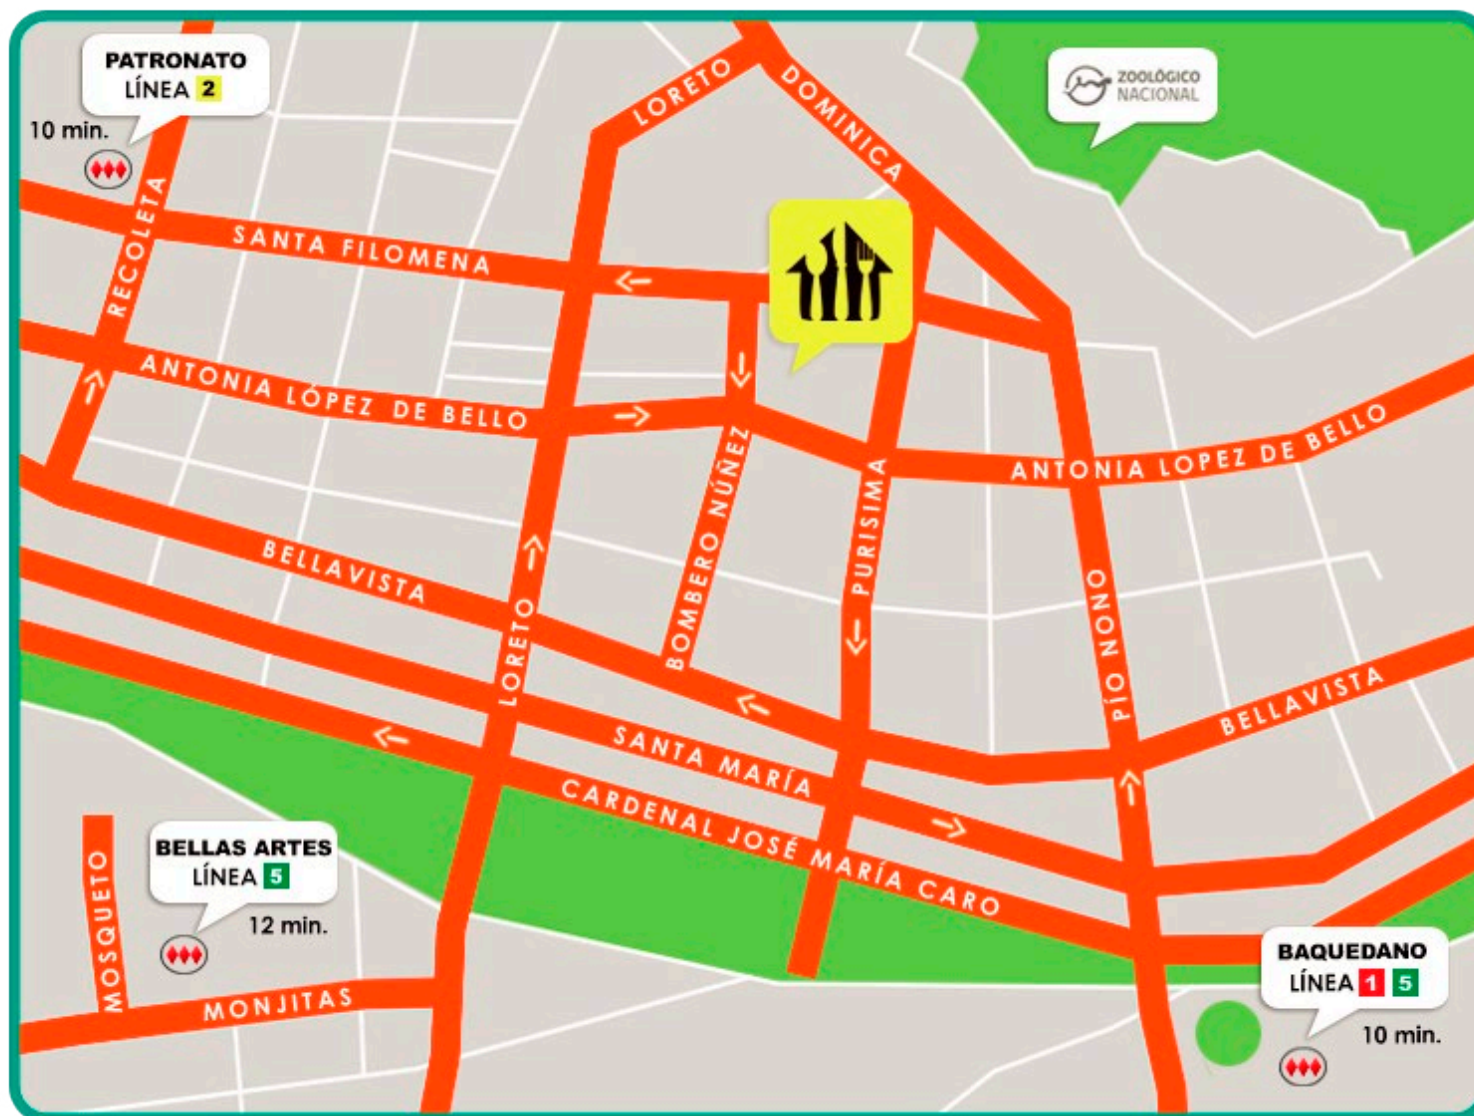 PATRONATO
LÍNEA 2
10 min.
LORETO
DOMINICA
ZOOLÓGICO
NACIONAL
RECOLETA
SANTA FILOMENA
ANTONIA LÓPEZ DE BELLO
ANTONIA LOPEZ DE BELLO
BOMBERO NÚÑEZ
PURISIMA
BELLAVISTA
LORETO
PÍO NONO
BELLAVISTA
SANTA MARÍA
CARDENAL JOSÉ MARÍA CARO
BELLAS ARTES
LÍNEA 5
12 min.
MOSQUETO
MONJITAS
BAQUEDANO
LÍNEA 1 5
10 min.